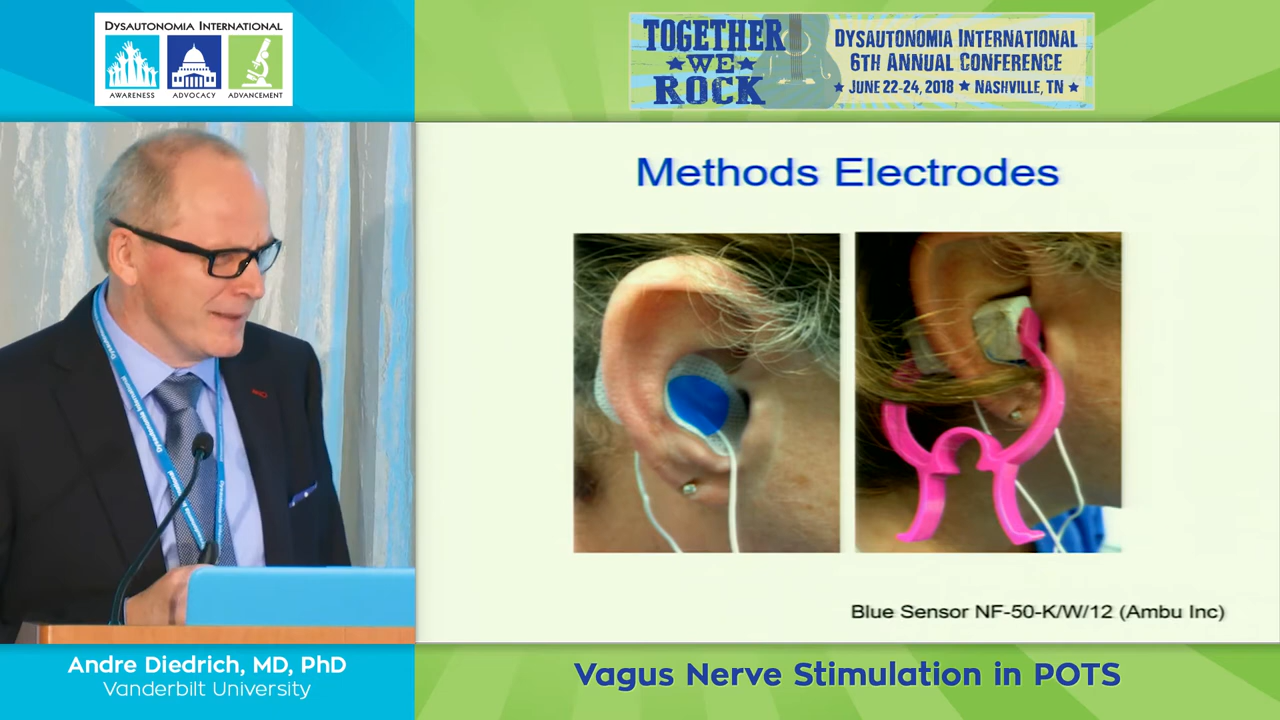 DYSAUTONOMIA INTERNATIONAL
AWARENESS ADVOCACY ADVANCEMENT
TOGETHER
WE
ROCK
DYSAUTONOMIA INTERNATIONAL
6TH ANNUAL CONFERENCE
JUNE 22-24, 2018 ★ NASHVILLE, TN
Methods Electrodes
Blue Sensor NF-50-K/W/12 (Ambu Inc)
Dysautonomia International
Andre Diedrich, MD, PhD
Vanderbilt University
Vagus Nerve Stimulation in POTS